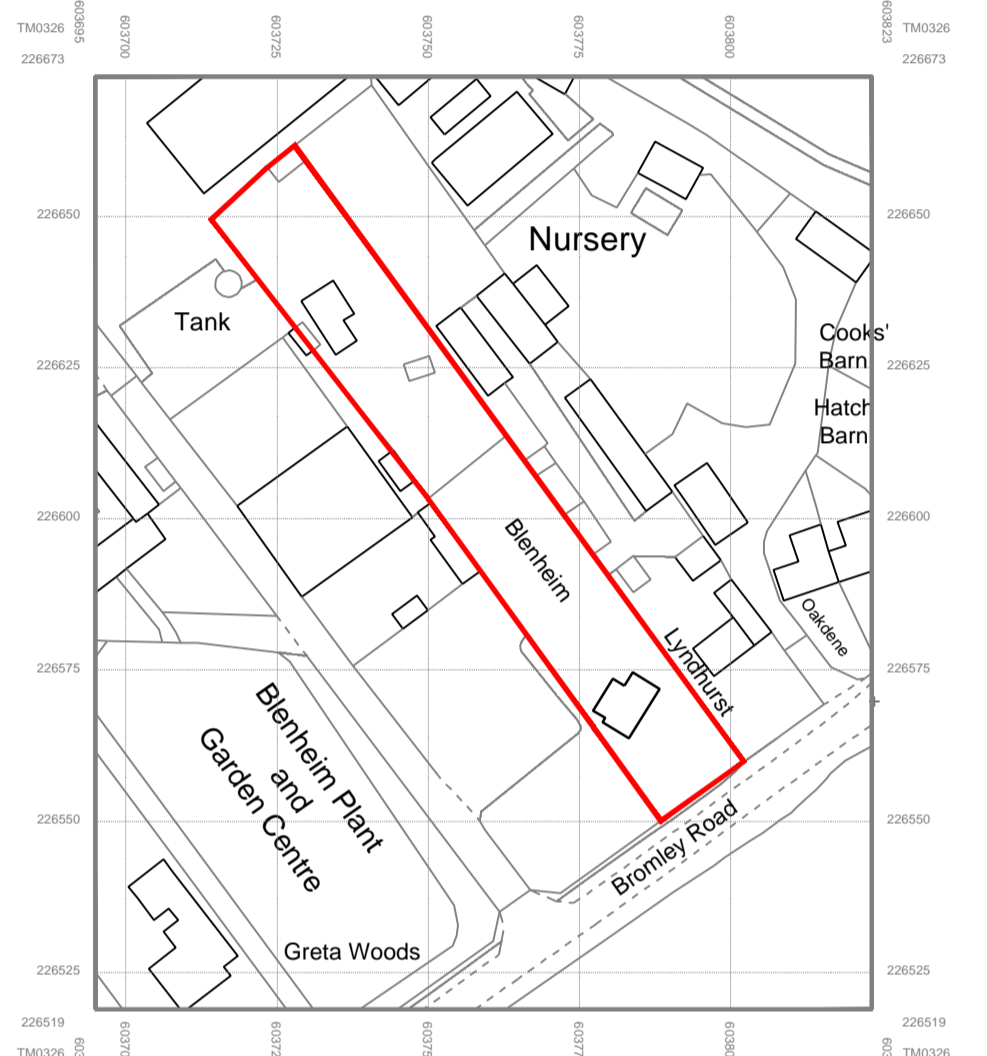 603695
603700
603725
603750
603775
603800
603823
TM0326
TM0326
226673
226673
226650
226650
Nursery
Tank
Cooks'
Barn
226625
226625
Hatch
Barn
226600
226600
Blenheim
Oakdene
Lyndhurst
226575
226575
Blenheim Plant
and
Garden Centre
226550
226550
Bromley Road
Greta Woods
226525
226525
226519
226519
TM0326
TM0326